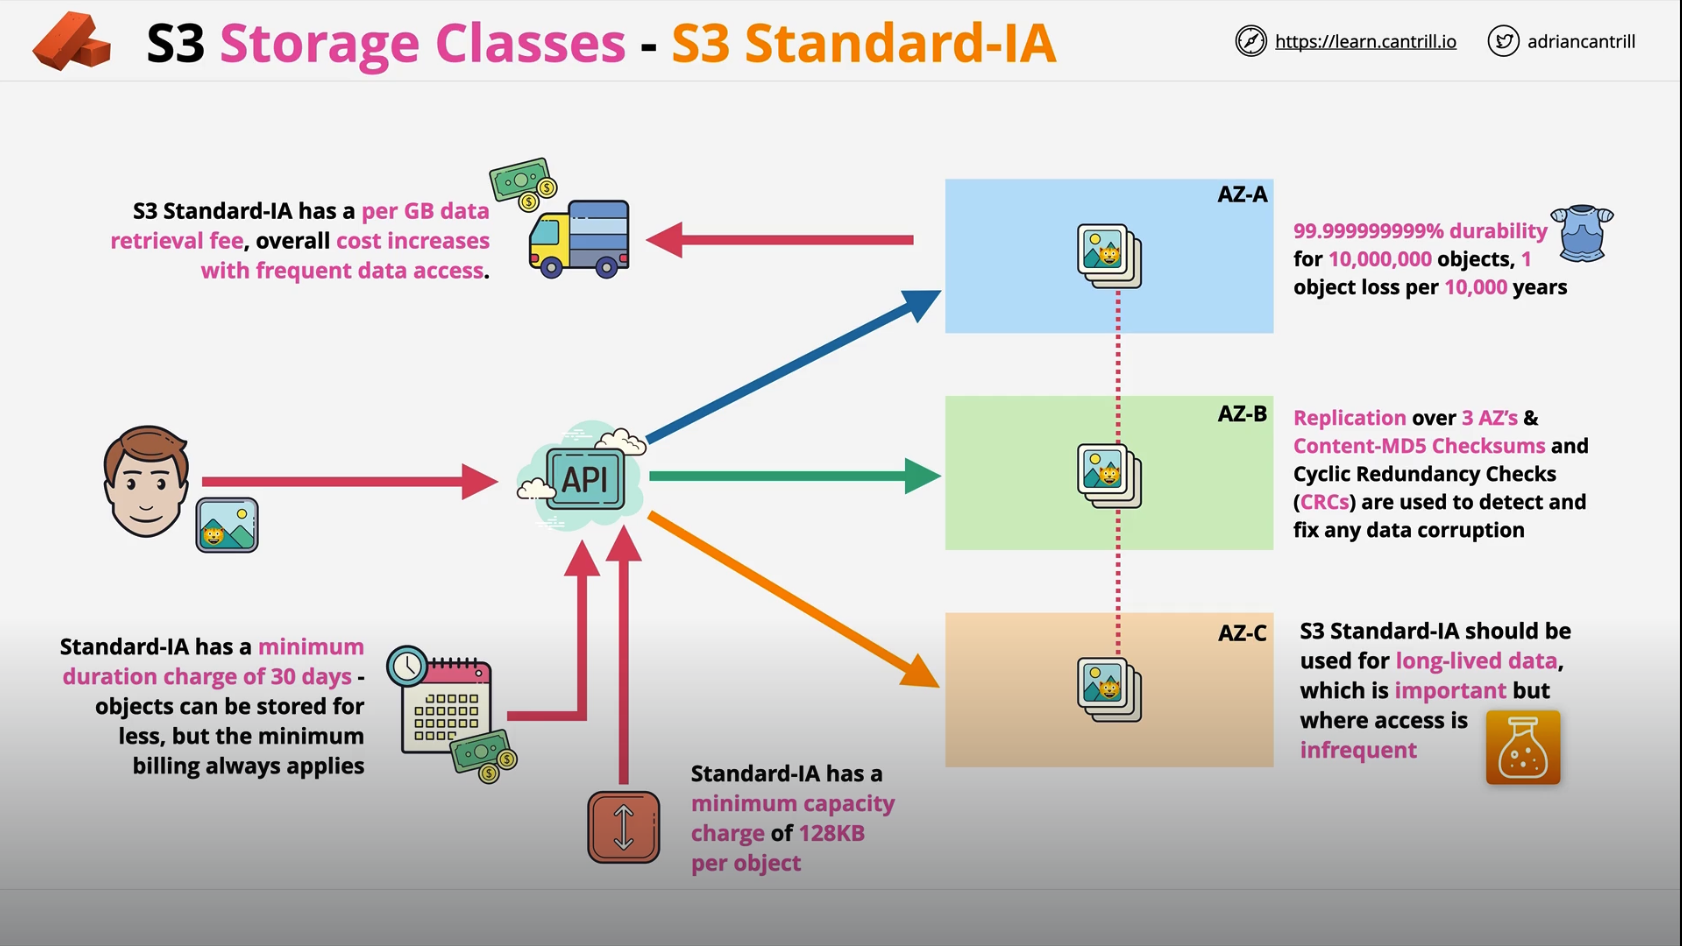 S3 Storage Classes - S3 Standard-IA
https://learn.cantrill.io
adriancantrill
S3 Standard-IA has a per GB data
retrieval fee, overall cost increases
with frequent data access.
AZ-A
99.999999999% durability
for 10,000,000 objects, 1
object loss per 10,000 years
API
AZ-B
Replication over 3 AZ's &
Content-MD5 Checksums and
Cyclic Redundancy Checks
(CRCs) are used to detect and
fix any data corruption
Standard-IA has a minimum
duration charge of 30 days -
objects can be stored for
less, but the minimum
billing always applies
Standard-IA has a
minimum capacity
charge of 128KB
per object
AZ-C
S3 Standard-IA should be
used for long-lived data,
which is important but
where access is
infrequent